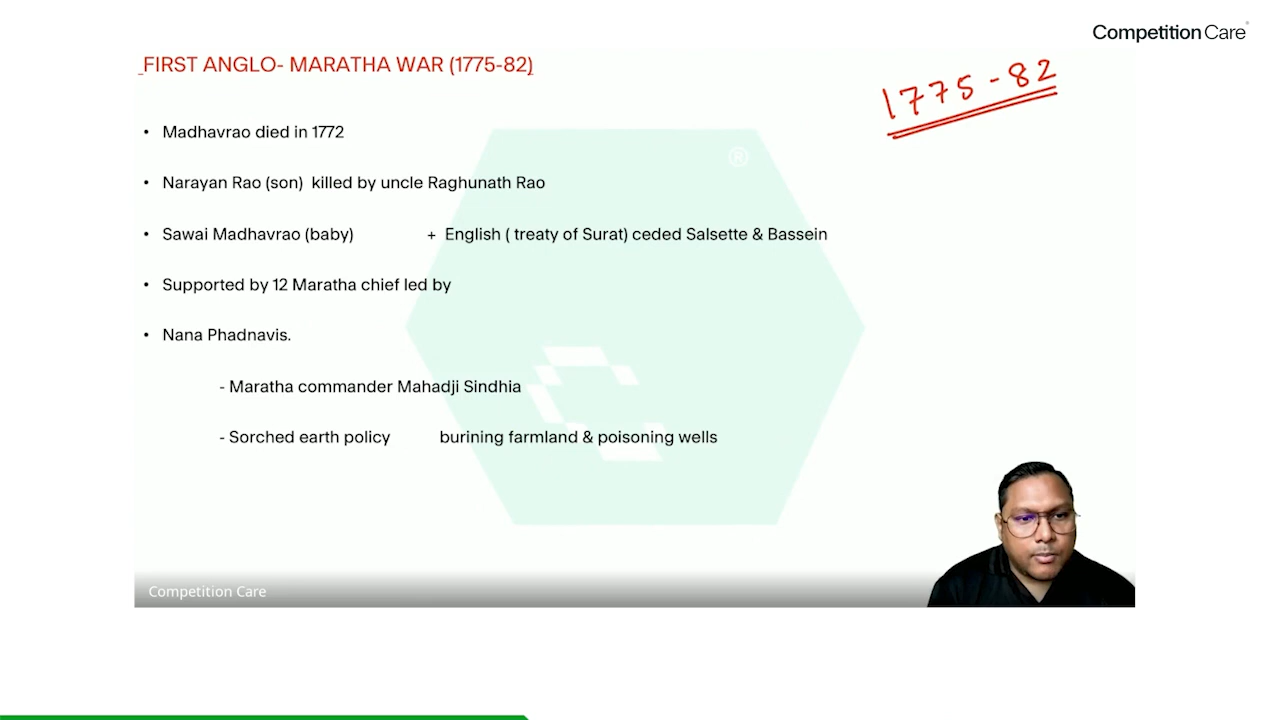 Competition Care
FIRST ANGLO- MARATHA WAR (1775-82)
1775-82
• Madhavrao died in 1772
• Narayan Rao (son) killed by uncle Raghunath Rao
• Sawai Madhavrao (baby) + English ( treaty of Surat) ceded Salsette & Bassein
• Supported by 12 Maratha chief led by
• Nana Phadnavis.
- Maratha commander Mahadji Sindhia
- Sorched earth policy burining farmland & poisoning wells
®
Competition Care